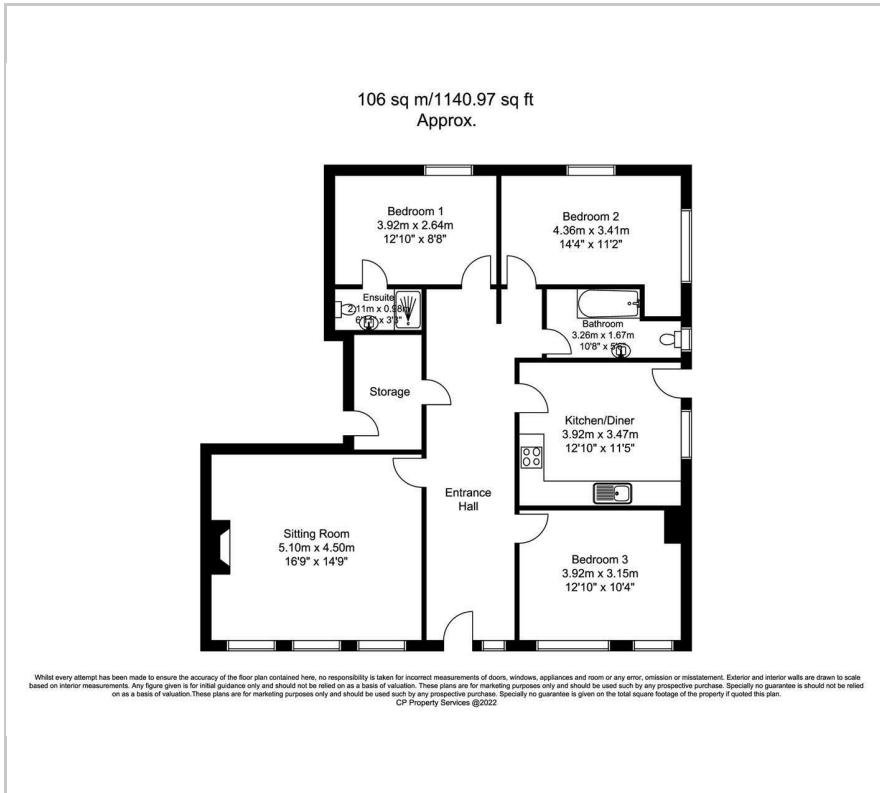 106 sq m/1140.97 sq ft
Approx.
Bedroom 1
3.92m x 2.64m
12'10" x 8'8"
Bedroom 2
4.36m x 3.41m
14'4" x 11'2"
Ensuite
2.11m x 0.98m
x 3'3"
Bathroom
3.26m x 1.67m
10'8" x
Storage
Kitchen/Diner
3.92m x 3.47m
12'10" x 11'5"
Entrance
Hall
Sitting Room
5.10m x 4.50m
16'9" x 14'9"
Bedroom 3
3.92m x 3.15m
12'10" x 10'4"
Whilst every attempt has been made to ensure the accuracy of the floor plan contained here, no responsibility is taken for incorrect measurements of doors, windows, appliances and room or any error, omission or misstatement. Exterior and interior walls are drawn to scale
based on interior measurements. Any figure given is for initial guidance only and should not be relied on as a basis of valuation. These plans are for marketing purposes only and should be used such by any prospective purchase. Specially no guarantee is should not be relied
on as a basis of valuation.These plans are for marketing purposes only and should be used such by any prospective purchase. Specially no guarantee is given on the total square footage of the property if quoted this plan.
CP Property Services @2022